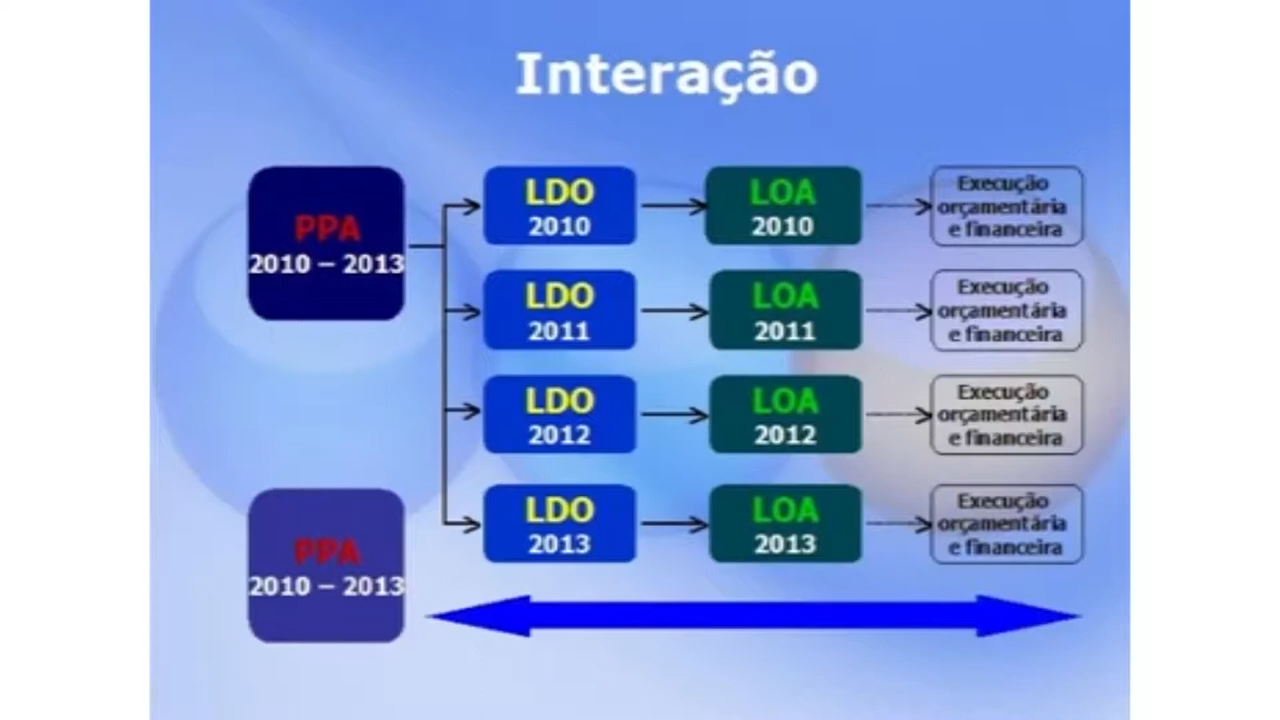 Interação
PPA
2010 – 2013
LDO
2010
LOA
2010
Execução
orçamentária
e financeira
LDO
2011
LOA
2011
Execução
orçamentária
e financeira
LDO
2012
LOA
2012
Execução
orçamentária
e financeira
PPA
2010 – 2013
LDO
2013
LOA
2013
Execução
orçamentária
e financeira